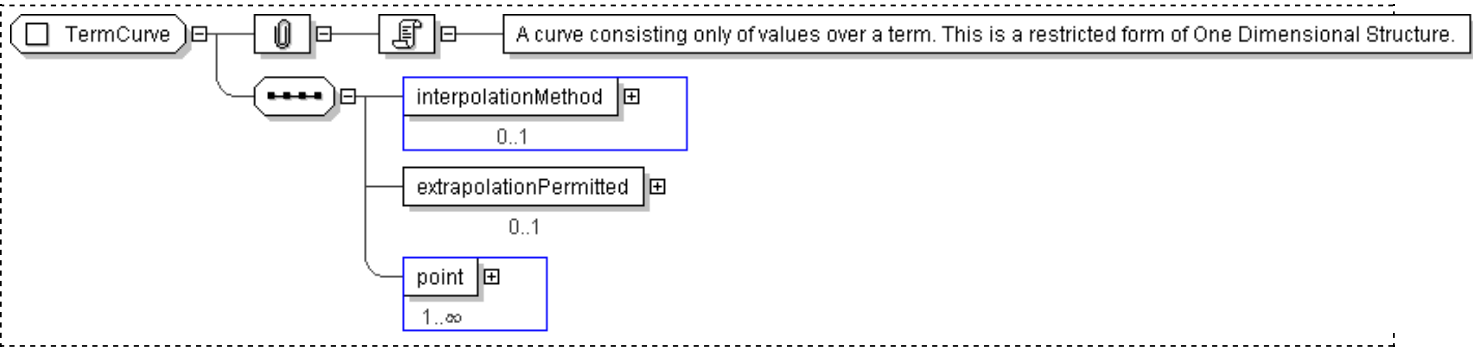 TermCurve
A curve consisting only of values over a term. This is a restricted form of One Dimensional Structure.
interpolationMethod
0..1
extrapolationPermitted
0..1
point
1..∞